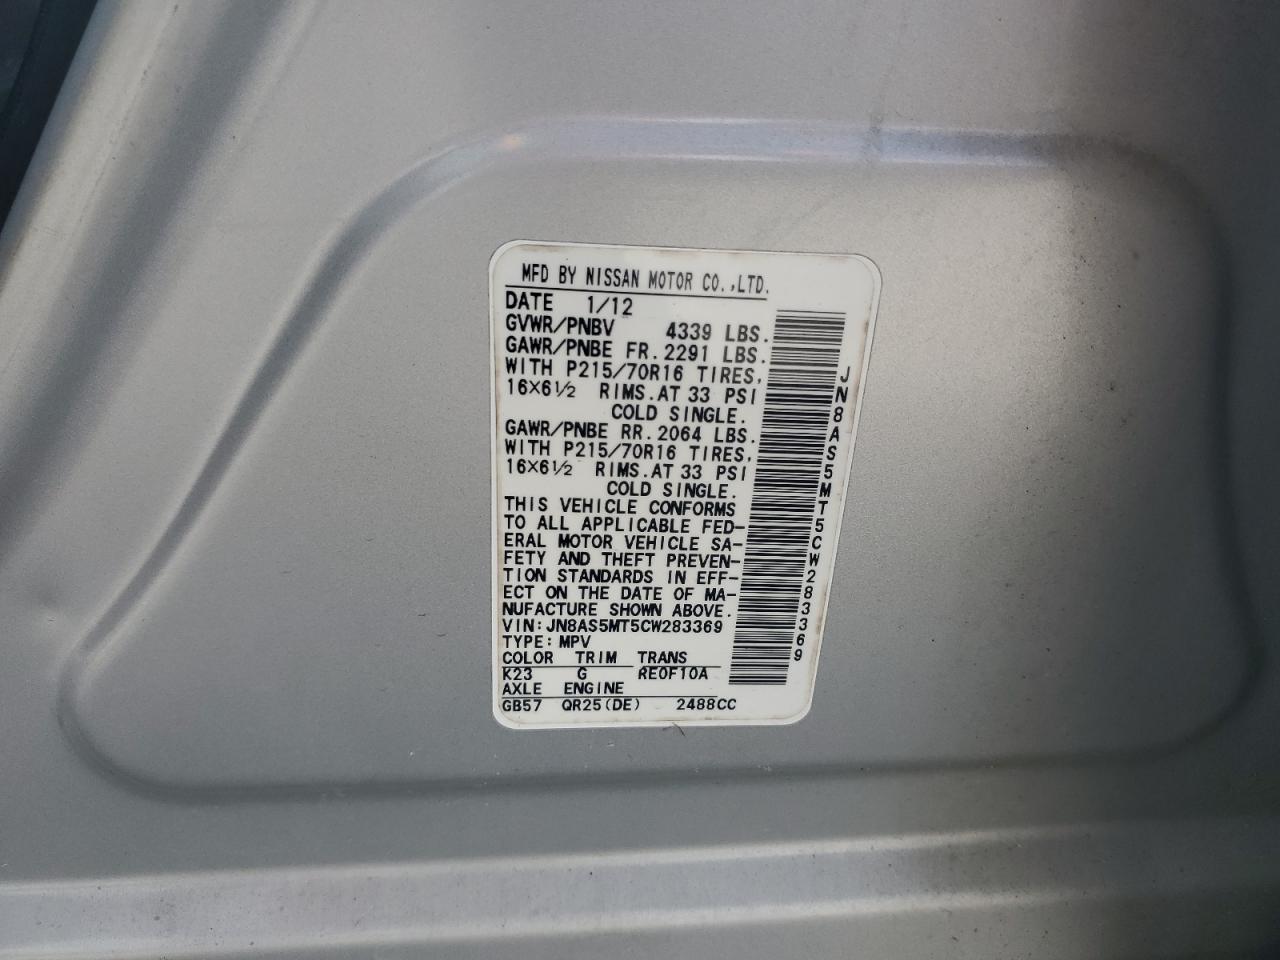 MFD BY NISSAN MOTOR CO.,LTD.
DATE 1/12
GVWR/PNBV 4339 LBS.
GAWR/PNBE FR.2291 LBS.
WITH P215/70R16 TIRES,
16X6½ RIMS.AT 33 PSI
COLD SINGLE.
GAWR/PNBE RR.2064 LBS.
WITH P215/70R16 TIRES,
16X6½ RIMS.AT 33 PSI
COLD SINGLE.
THIS VEHICLE CONFORMS
TO ALL APPLICABLE FED-
ERAL MOTOR VEHICLE SA-
FETY AND THEFT PREVEN-
TION STANDARDS IN EFF-
ECT ON THE DATE OF MA-
NUFACTURE SHOWN ABOVE.
VIN:JN8AS5MT5CW283369
TYPE:MPV
COLOR TRIM TRANS
K23 G RE0F10A
AXLE ENGINE
GB57 QR25(DE) 2488CC
JN8AS5MT5CW283369